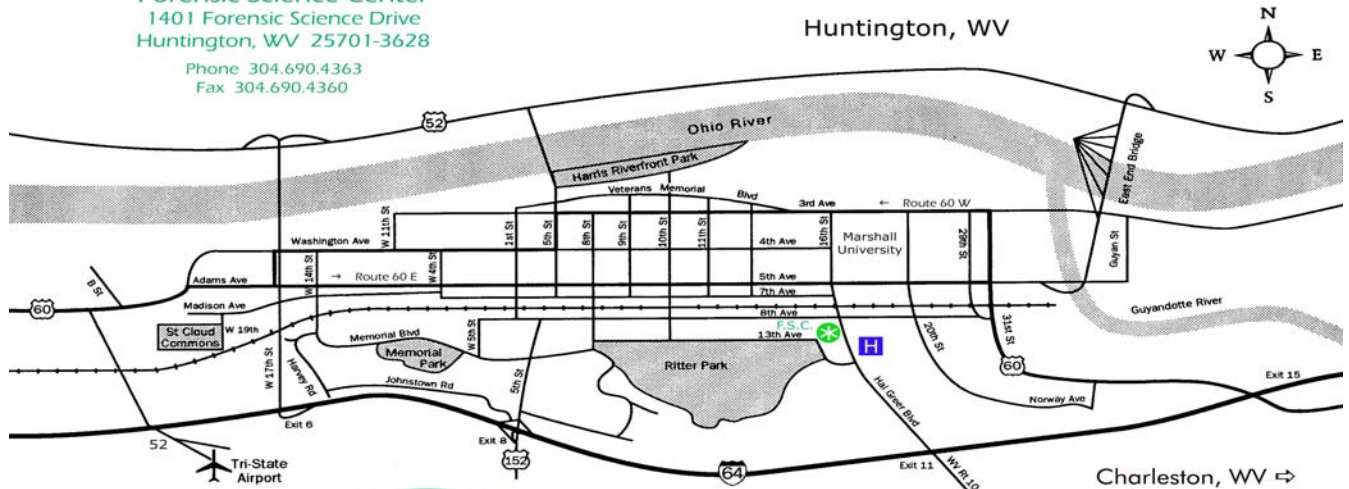 Forensic Science Center
1401 Forensic Science Drive
Huntington, WV 25701-3628
Phone 304.690.4363
Fax 304.690.4360
Huntington, WV
N
W E
S
52
Ohio River
Harris Riverfront Park
East End Bridge
Veterans Memorial Blvd
3rd Ave
← Route 60 W
W 11th St
1st St
5th St
8th St
9th St
10th St
11th St
16th St
Marshall
University
29th St
Guyan St
Washington Ave
4th Ave
W 14th St
→ Route 60 E
W 4th St
B St
Adams Ave
5th Ave
7th Ave
Madison Ave
60
8th Ave
Guyandotte River
St Cloud
Commons
W 19th
W 17th St
Harvey Rd
Memorial Blvd
W 5th St
F.S.C.
13th Ave
H
20th St
31st St
60
Memorial
Park
5th St
Ritter Park
Johnstown Rd
Hal Greer Blvd
Norway Ave
Exit 15
Exit 6
52
Exit 8
152
64
Exit 11
WV Rt 10
Tri-State
Airport
Charleston, WV ⇨